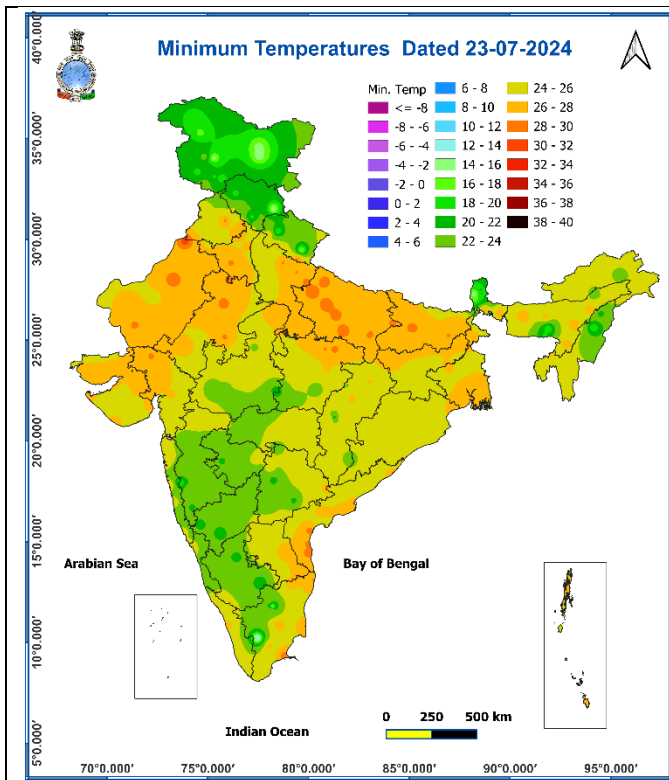 Minimum Temperatures Dated 23-07-2024
Min. Temp
<= -8
-8 - -6
-6 - -4
-4 - -2
-2 - 0
0 - 2
2 - 4
4 - 6
6 - 8
8 - 10
10 - 12
12 - 14
14 - 16
16 - 18
18 - 20
20 - 22
22 - 24
24 - 26
26 - 28
28 - 30
30 - 32
32 - 34
34 - 36
36 - 38
38 - 40
40°0.000'
35°0.000'
30°0.000'
25°0.000'
20°0.000'
15°0.000'
10°0.000'
5°0.000'
Arabian Sea
Bay of Bengal
Indian Ocean
0 250 500 km
70°0.000' 75°0.000' 80°0.000' 85°0.000' 90°0.000' 95°0.000'